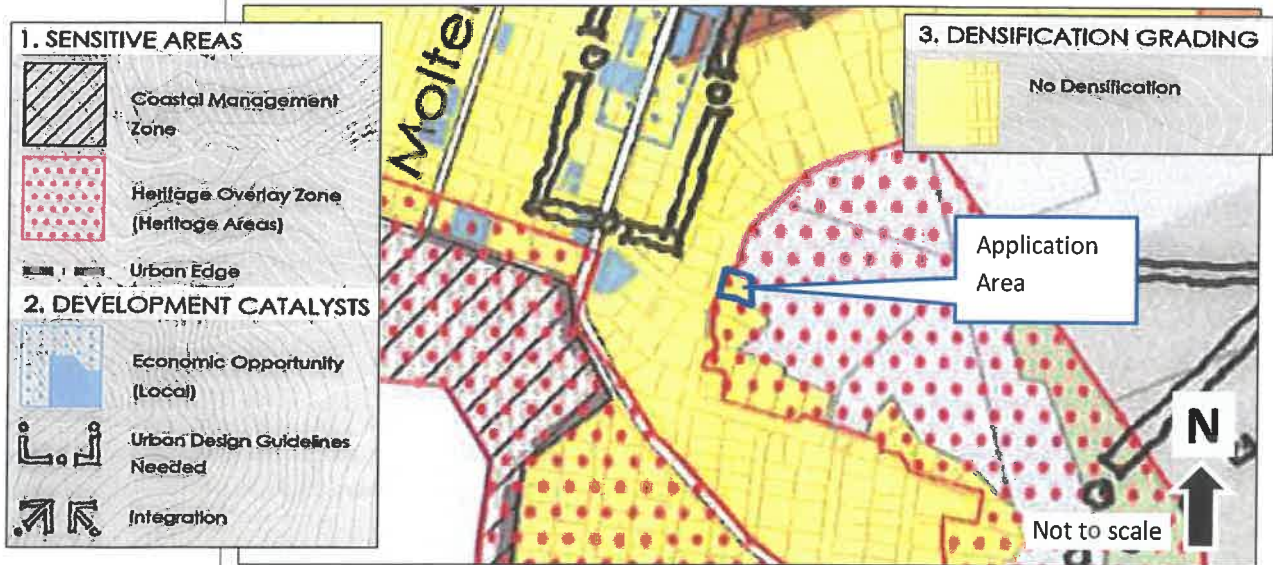 1. SENSITIVE AREAS
Coastal Management
Zone
Heritage Overlay Zone
(Heritage Areas)
Urban Edge
2. DEVELOPMENT CATALYSTS
Economic Opportunity
(Local)
Urban Design Guidelines
Needed
Integration
Molte
3. DENSIFICATION GRADING
No Densification
Application
Area
N
Not to scale